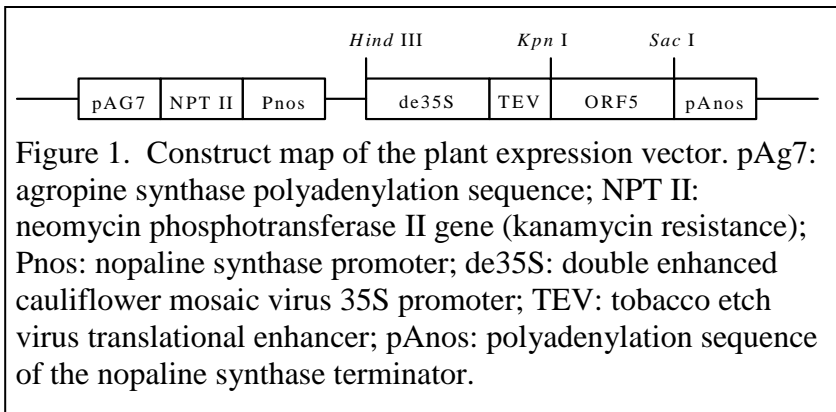 Hind III Kpn I Sac I
pAG7 NPT II Pnos de35S TEV ORF5 pAnos
Figure 1. Construct map of the plant expression vector. pAg7:
agropine synthase polyadenylation sequence; NPT II:
neomycin phosphotransferase II gene (kanamycin resistance);
Pnos: nopaline synthase promoter; de35S: double enhanced
cauliflower mosaic virus 35S promoter; TEV: tobacco etch
virus translational enhancer; pAnos: polyadenylation sequence
of the nopaline synthase terminator.